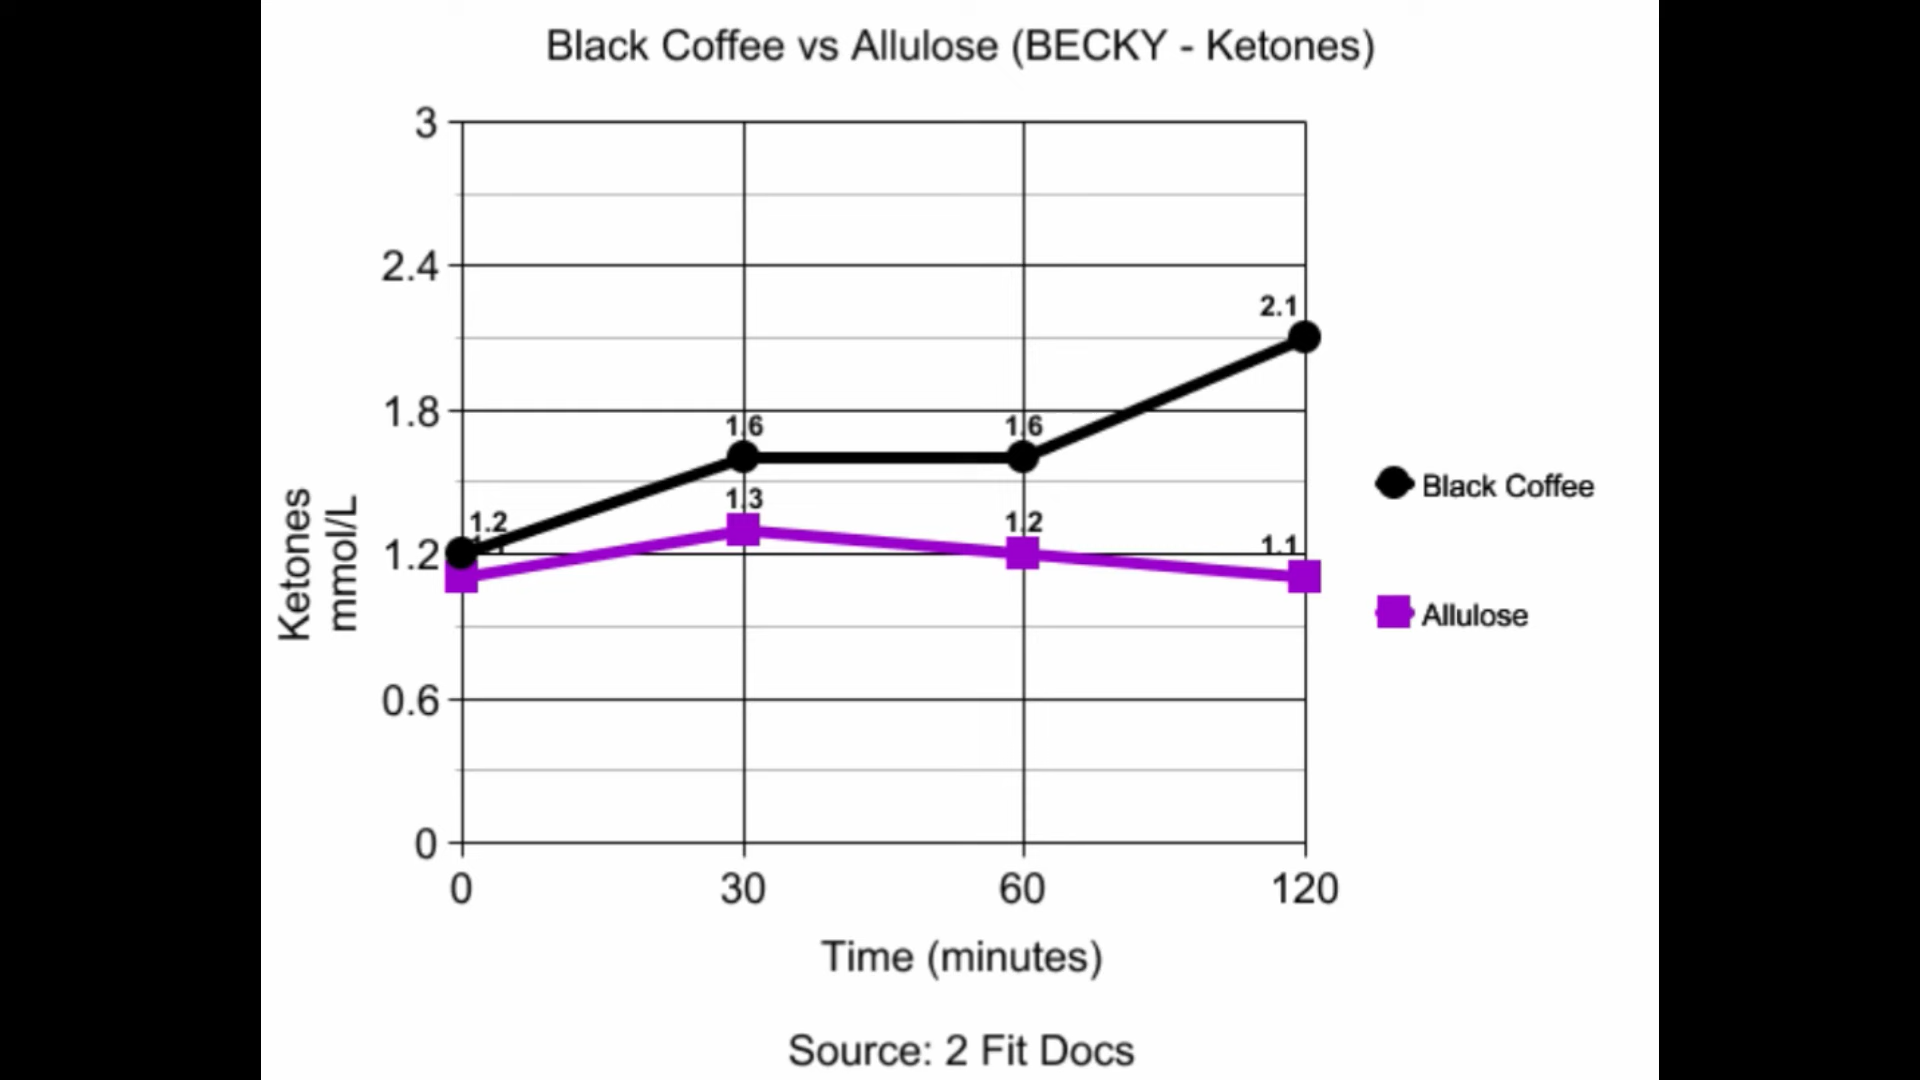 Black Coffee vs Allulose (BECKY - Ketones)
3
2.4
1.8
1.2
0.6
0
Ketones
mmol/L
1.2
1.6
1.6
2.1
1.3
1.2
1.1
0
30
60
120
Time (minutes)
Black Coffee
Allulose
Source: 2 Fit Docs